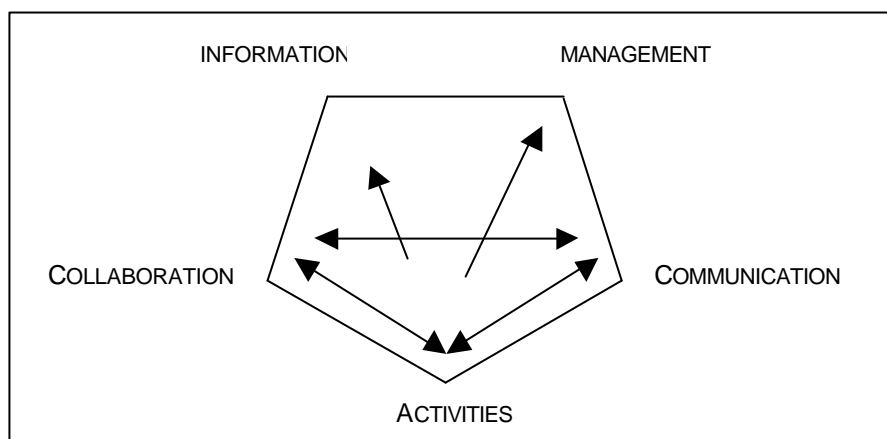 INFORMATION
MANAGEMENT
COLLABORATION
COMMUNICATION
ACTIVITIES